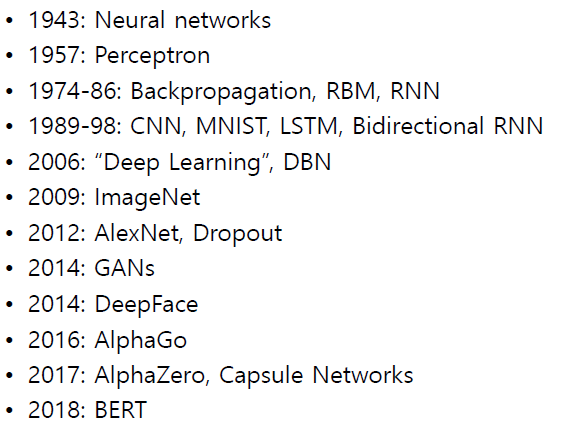 • 1943: Neural networks
• 1957: Perceptron
• 1974-86: Backpropagation, RBM, RNN
• 1989-98: CNN, MNIST, LSTM, Bidirectional RNN
• 2006: “Deep Learning”, DBN
• 2009: ImageNet
• 2012: AlexNet, Dropout
• 2014: GANs
• 2014: DeepFace
• 2016: AlphaGo
• 2017: AlphaZero, Capsule Networks
• 2018: BERT